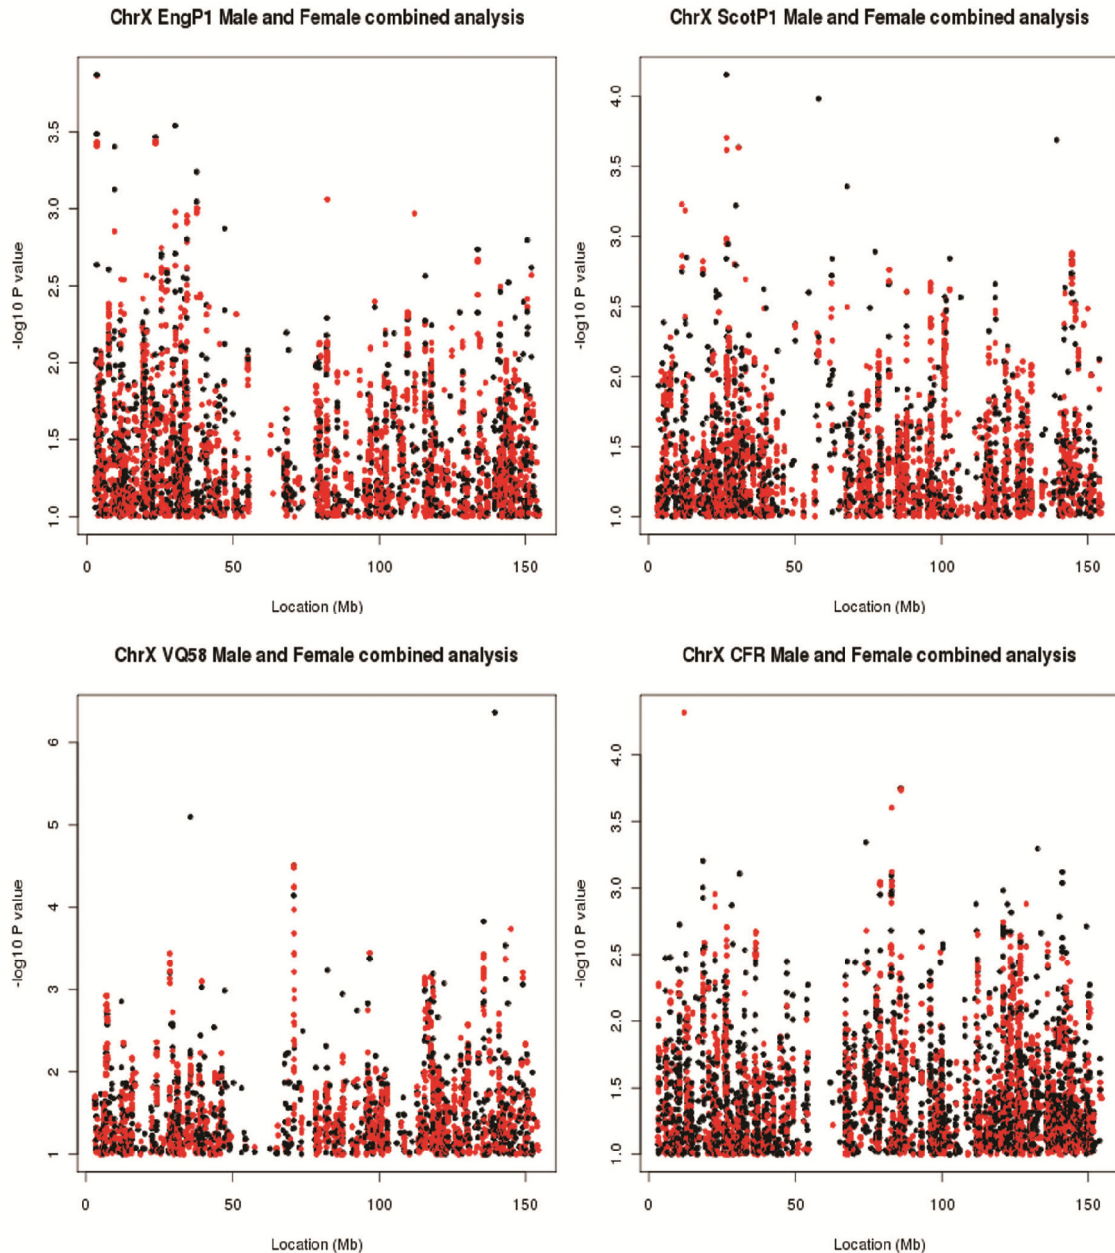 ChrX EngP1 Male and Female combined analysis
-log10 P value
3.5
3.0
2.5
2.0
1.5
1.0
0 50 100 150
Location (Mb)
ChrX ScotP1 Male and Female combined analysis
-log10 P value
4.0
3.5
3.0
2.5
2.0
1.5
1.0
0 50 100 150
Location (Mb)
ChrX VQ58 Male and Female combined analysis
-log10 P value
6
5
4
3
2
1
0 50 100 150
Location (Mb)
ChrX CFR Male and Female combined analysis
-log10 P value
4.0
3.5
3.0
2.5
2.0
1.5
1.0
0 50 100 150
Location (Mb)